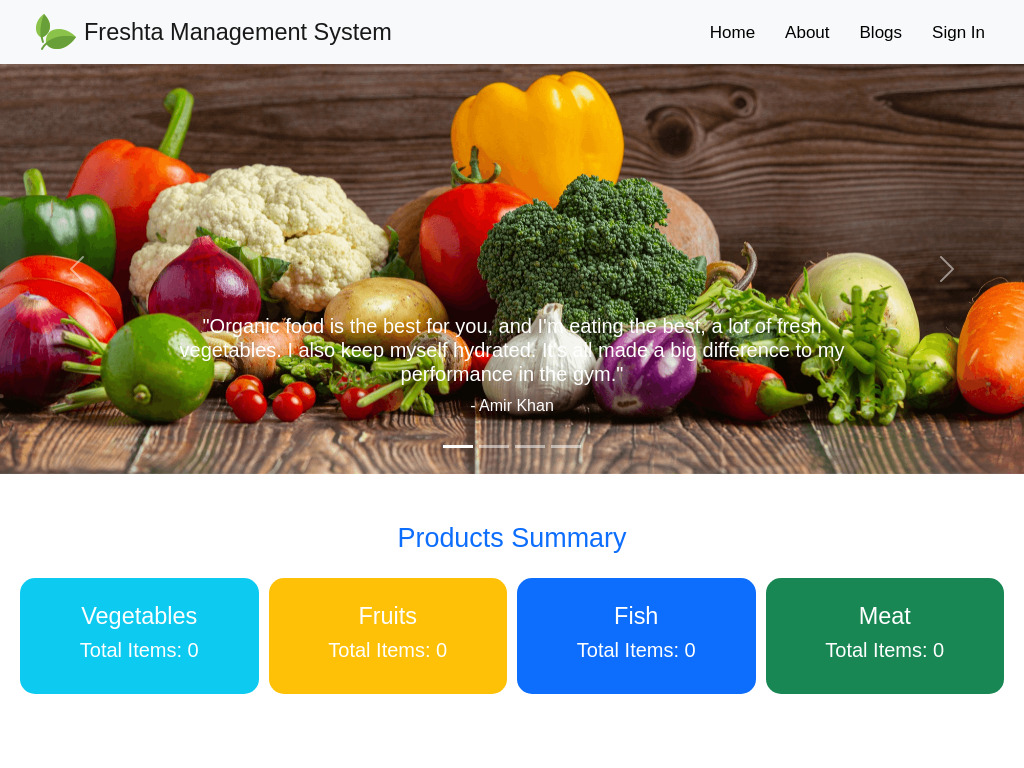 Freshta Management System
Home
About
Blogs
Sign In
"Organic food is the best for you, and I'm eating the best, a lot of fresh
vegetables. I also keep myself hydrated. It's all made a big difference to my
performance in the gym."
- Amir Khan
Products Summary
Vegetables
Total Items: 0
Fruits
Total Items: 0
Fish
Total Items: 0
Meat
Total Items: 0